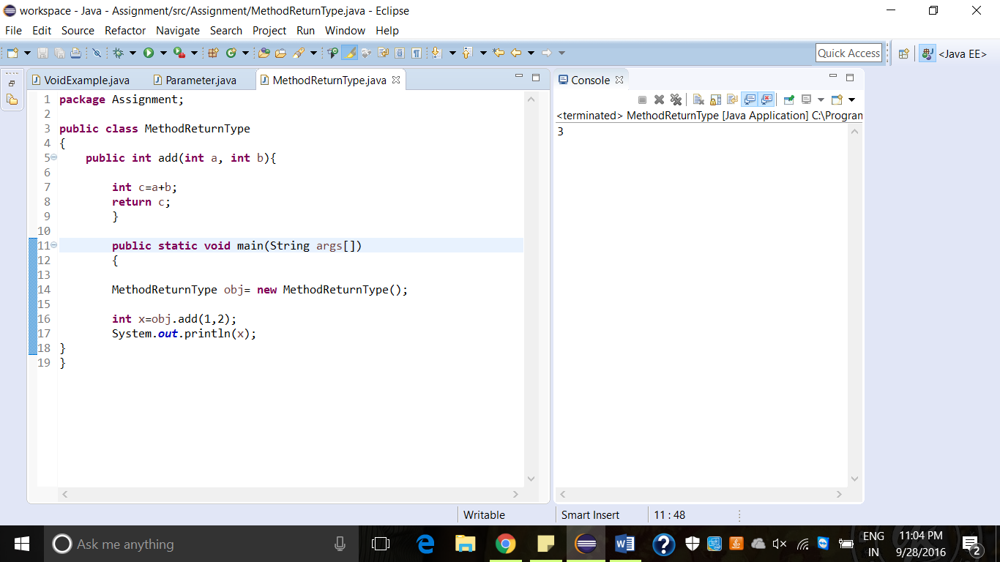 workspace - Java - Assignment/src/Assignment/MethodReturnType.java - Eclipse
File Edit Source Refactor Navigate Search Project Run Window Help
Quick Access
<Java EE>
VoidExample.java Parameter.java MethodReturnType.java
1 package Assignment;
2
3 public class MethodReturnType
4 {
5 public int add(int a, int b){
6
7 int c=a+b;
8 return c;
9 }
10
11 public static void main(String args[])
12 {
13
14 MethodReturnType obj= new MethodReturnType();
15
16 int x=obj.add(1,2);
17 System.out.println(x);
18 }
19 }
Console
<terminated> MethodReturnType [Java Application] C:\Program
3
Writable Smart Insert 11 : 48
Ask me anything
ENG
IN
11:04 PM
9/28/2016
2